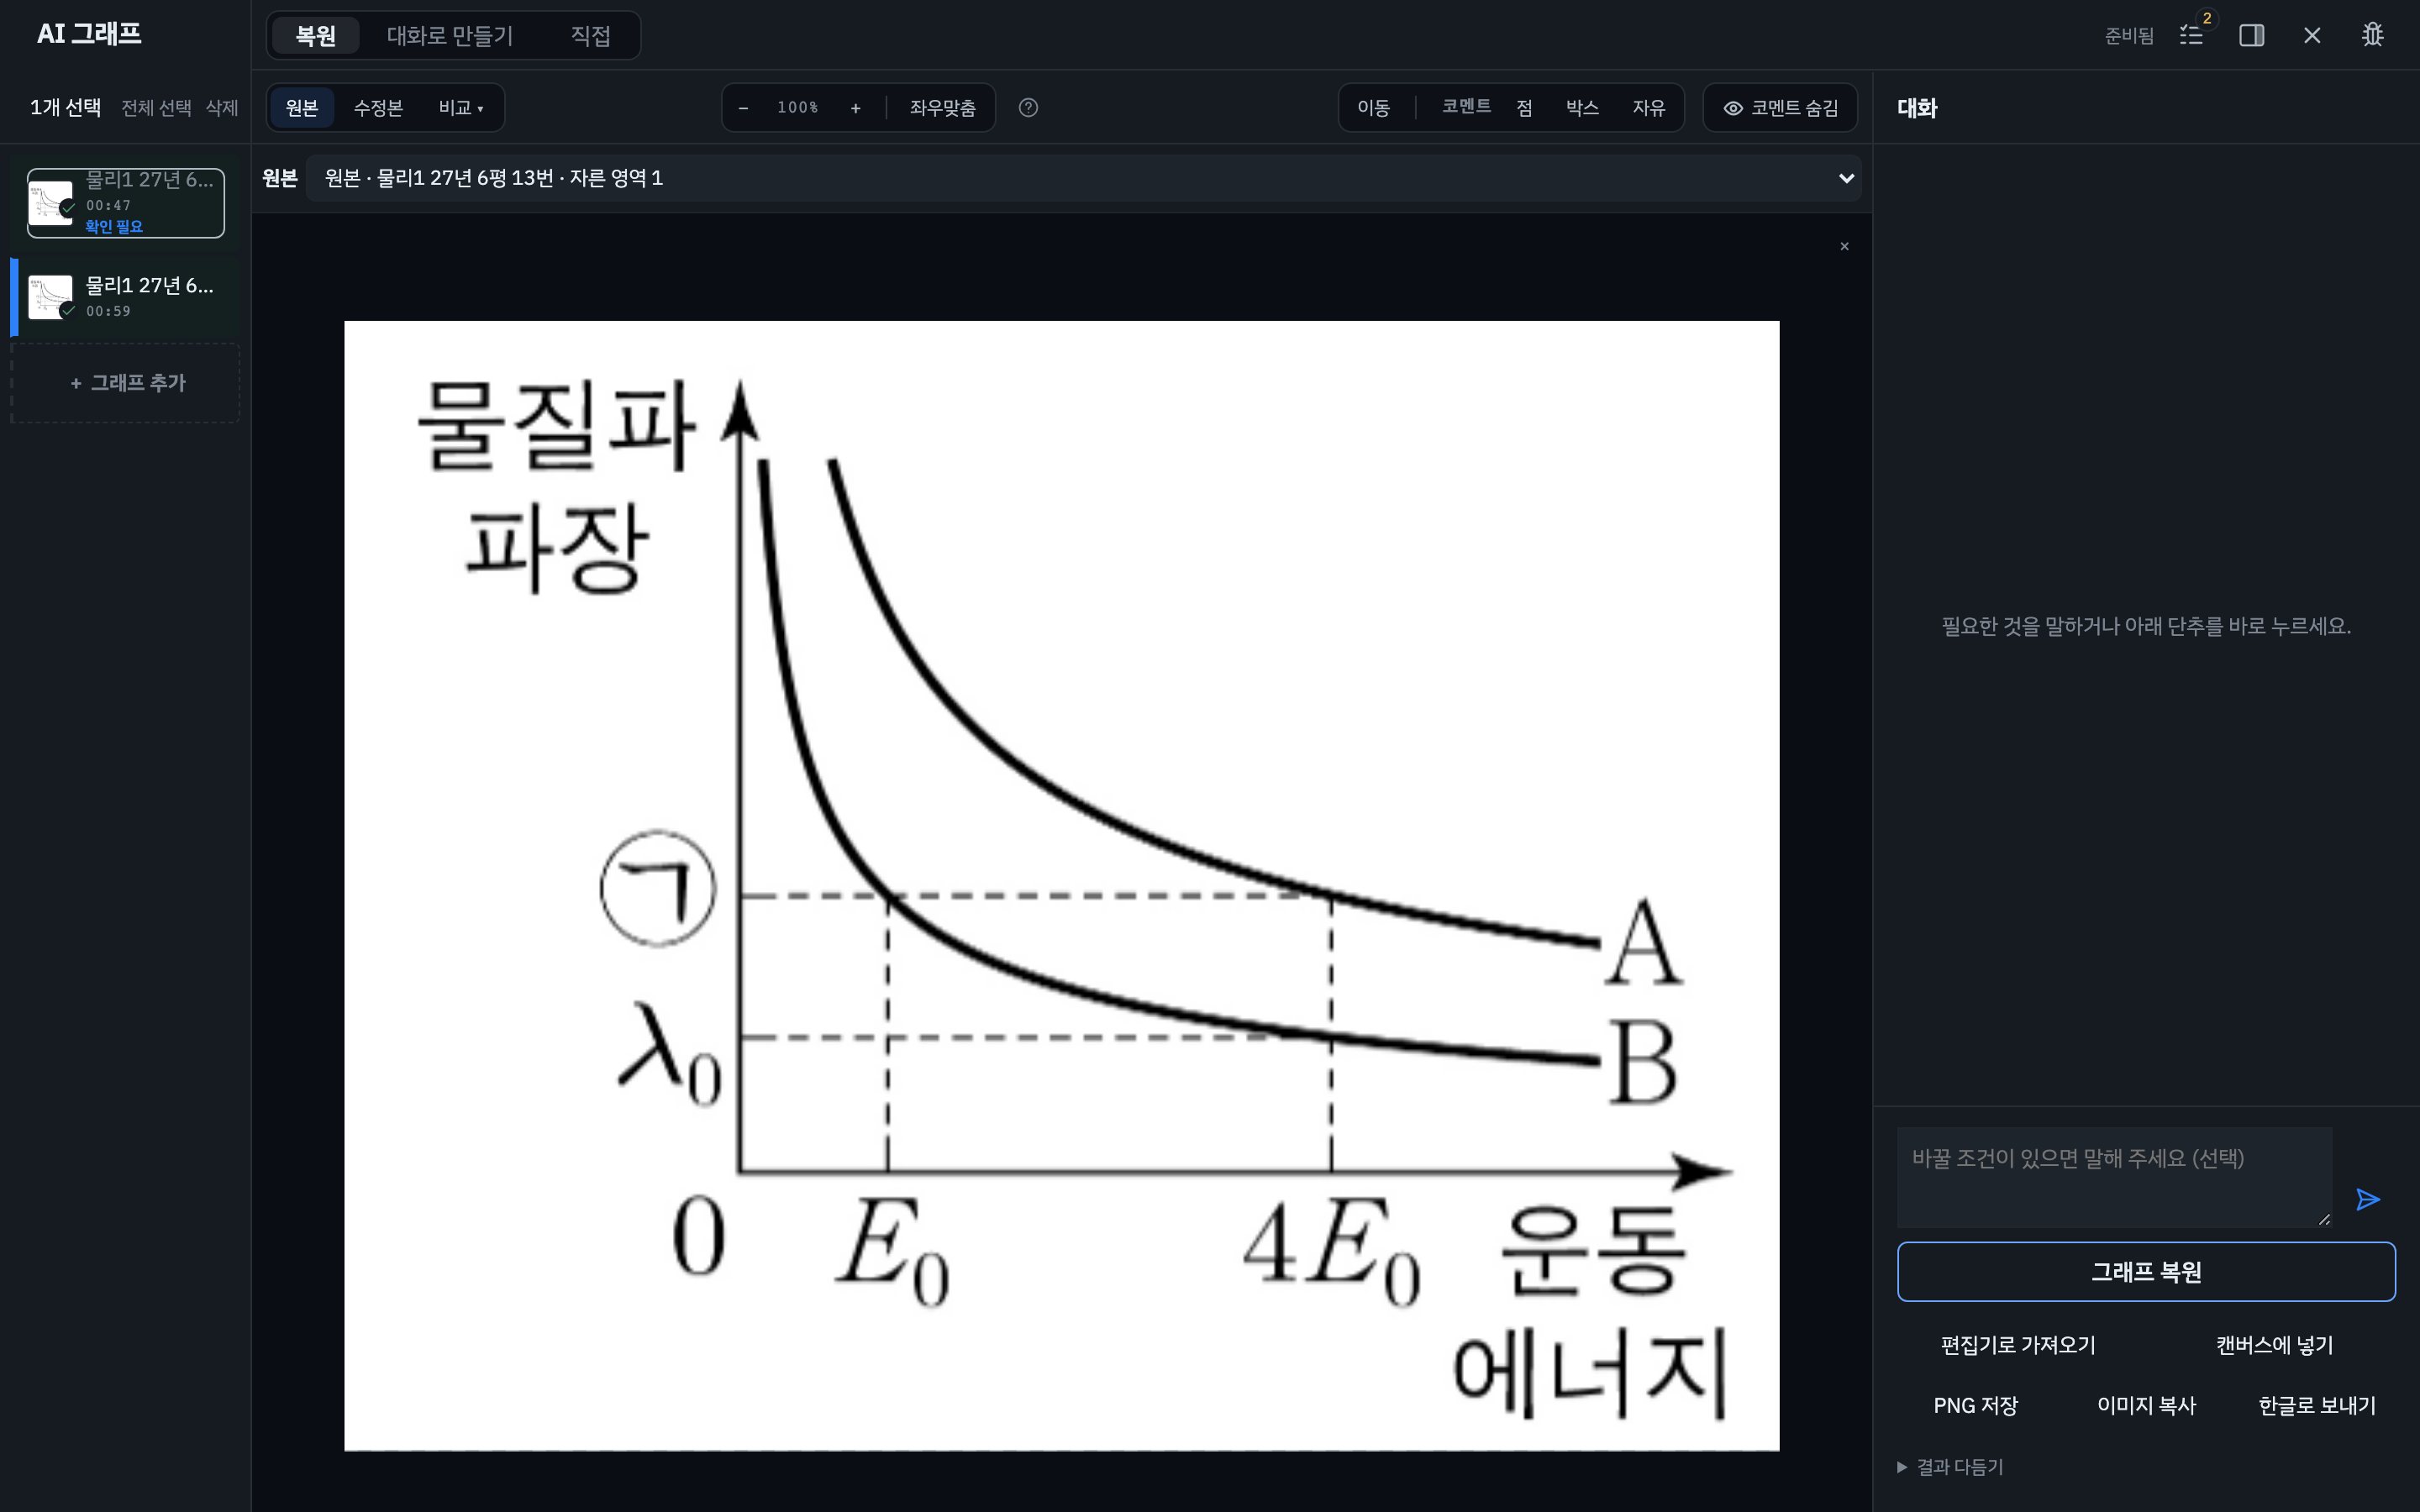 AI 그래프
복원 대화로 만들기 직접
준비됨 2
1개 선택 전체 선택 삭제
원본 수정본 비교 ▾
− 100% + 좌우맞춤 ?
이동 코멘트 점 박스 자유
코멘트 숨김
대화
물리1 27년 6...
00:47
확인 필요
물리1 27년 6...
00:59
+ 그래프 추가
원본 원본 · 물리1 27년 6평 13번 · 자른 영역 1
×
물질파
파장
㉠
λ₀
A
B
0 E₀ 4E₀ 운동
에너지
필요한 것을 말하거나 아래 단추를 바로 누르세요.
바꿀 조건이 있으면 말해 주세요 (선택)
그래프 복원
편집기로 가져오기 캔버스에 넣기
PNG 저장 이미지 복사 한글로 보내기
▶ 결과 다듬기